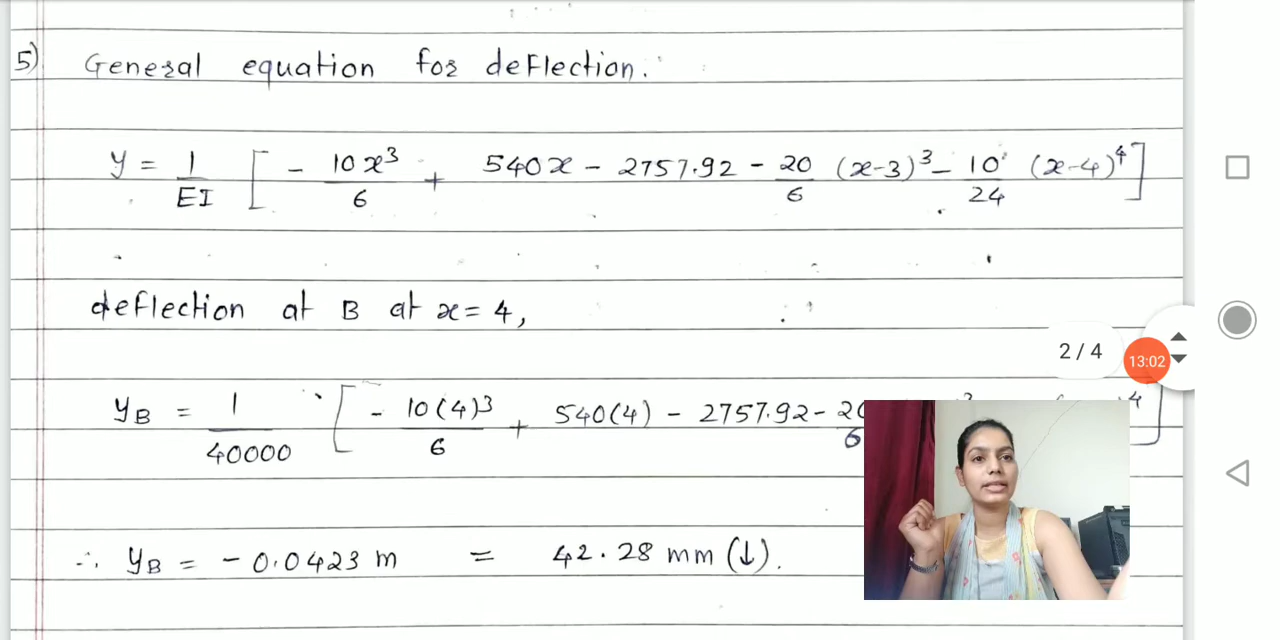 5) General equation for deflection.
y = 1/EI [ - 10x³/6 + 540x - 2757.92 - 20/6 (x-3)³ - 10/24 (x-4)⁴ ]
deflection at B at x = 4,
2 / 4
13:02
yB = 1/40000 [ - 10(4)³/6 + 540(4) - 2757.92 - 
∴ yB = - 0.0423 m = 42.28 mm (↓).